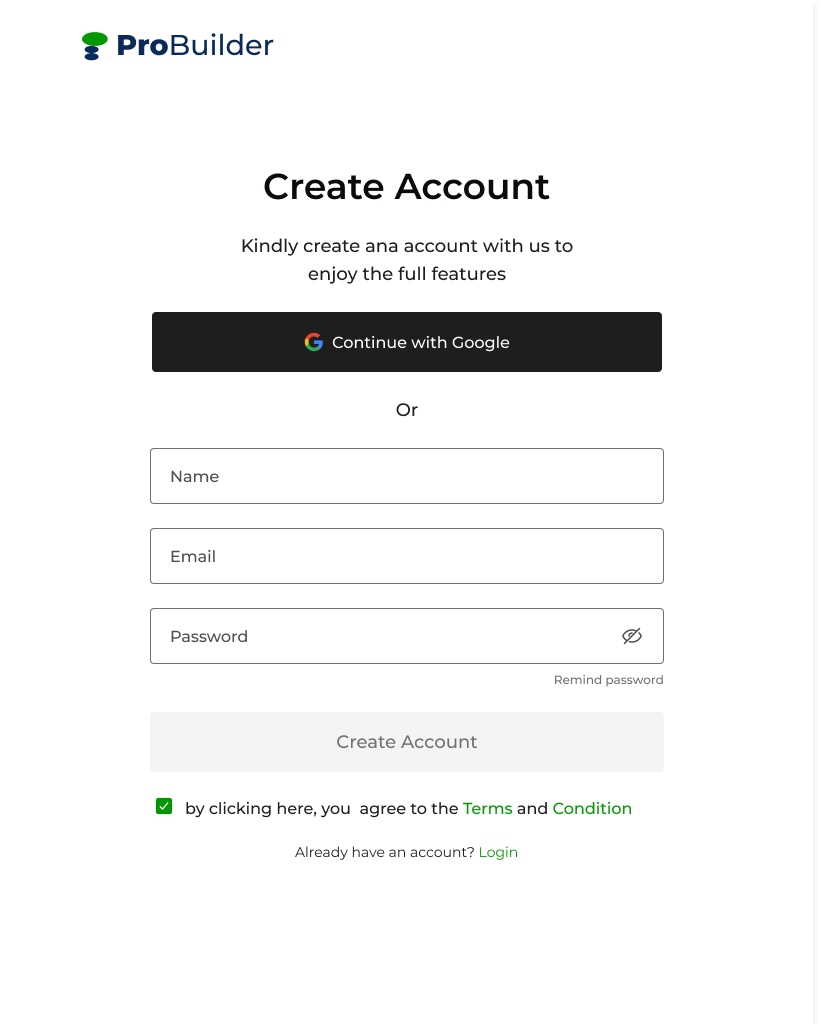 ProBuilder
Create Account
Kindly create ana account with us to
enjoy the full features
Continue with Google
Or
Name
Email
Password
Remind password
Create Account
by clicking here, you  agree to the Terms and Condition
Already have an account? Login